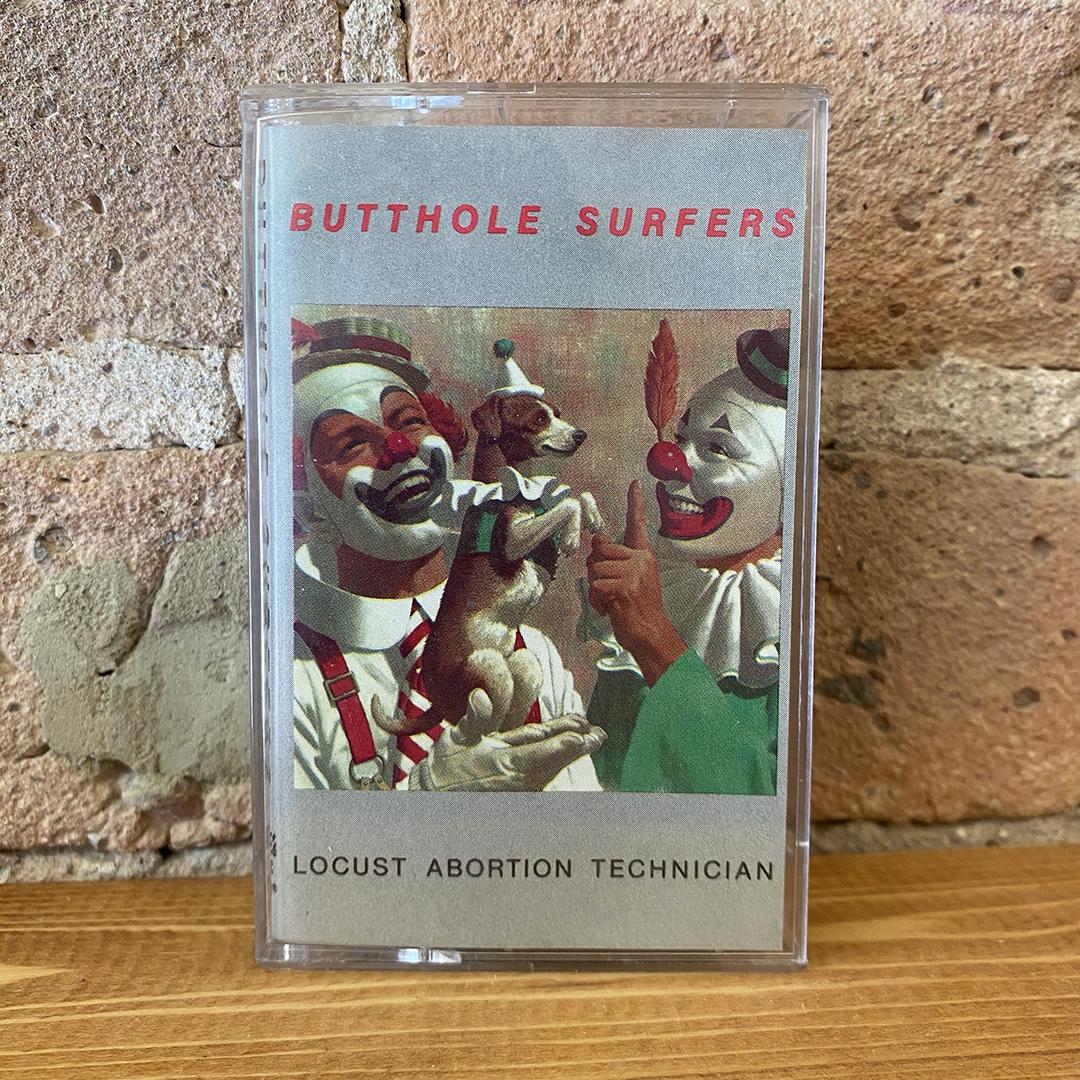 BUTTHOLE SURFERS
LOCUST ABORTION TECHNICIAN